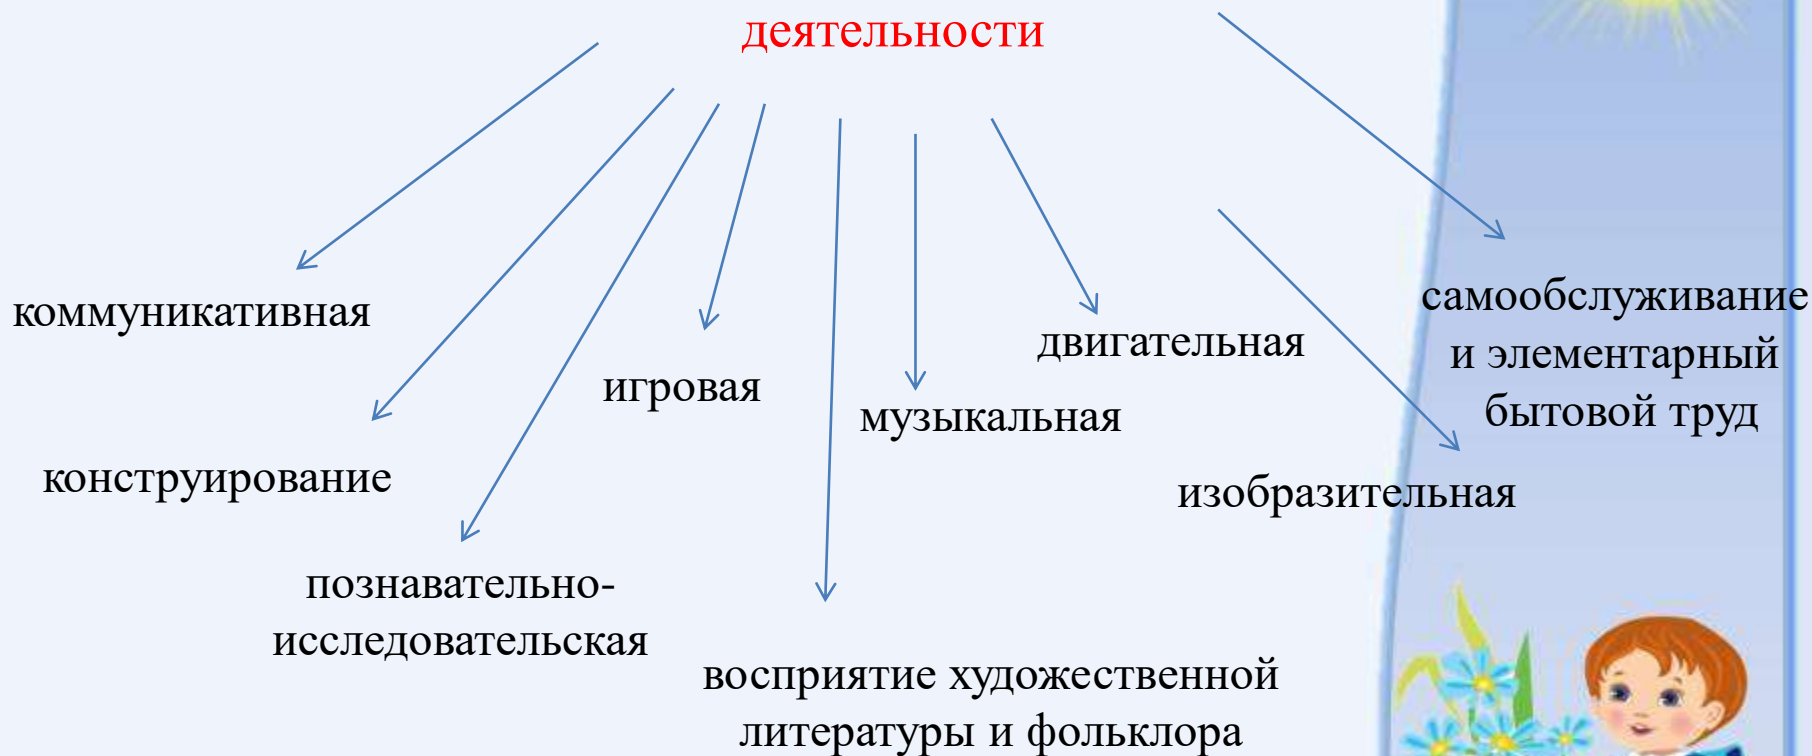 деятельности
коммуникативная
конструирование
познавательно-
исследовательская
игровая
восприятие художественной
литературы и фольклора
музыкальная
двигательная
изобразительная
самообслуживание
и элементарный
бытовой труд